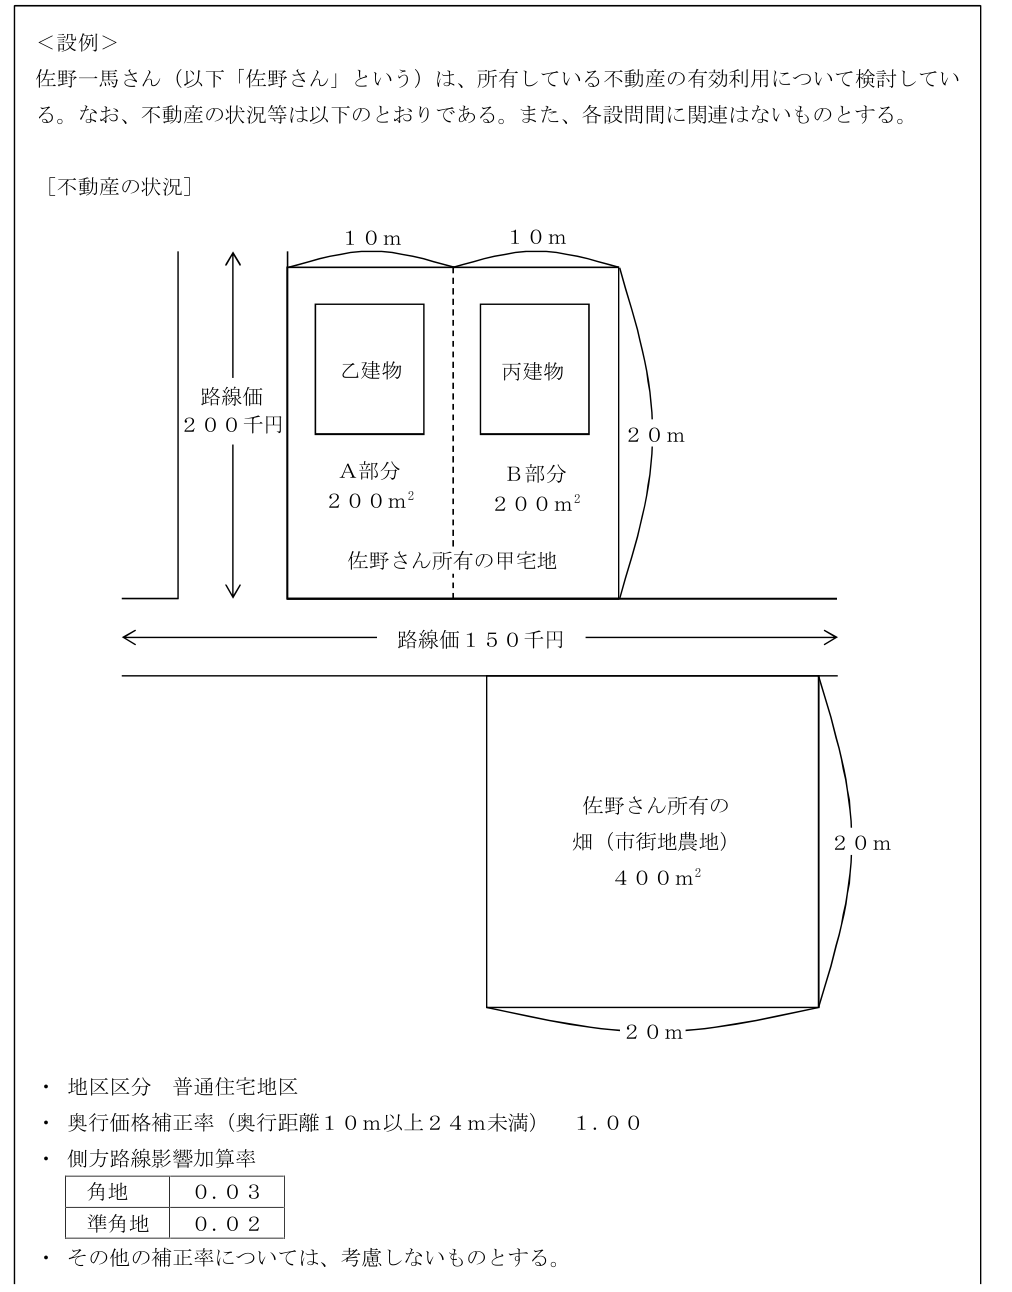 ＜設例＞
佐野一馬さん（以下「佐野さん」という）は、所有している不動産の有効利用について検討してい
る。なお、不動産の状況等は以下のとおりである。また、各設問間に関連はないものとする。
［不動産の状況］
１０ｍ
１０ｍ
乙建物
丙建物
路線価
２００千円
２０ｍ
Ａ部分
２００ｍ²
Ｂ部分
２００ｍ²
佐野さん所有の甲宅地
路線価１５０千円
佐野さん所有の
畑（市街地農地）
４００ｍ²
２０ｍ
２０ｍ
・ 地区区分　普通住宅地区
・ 奥行価格補正率（奥行距離１０ｍ以上２４ｍ未満）　１．００
・ 側方路線影響加算率
角地　０．０３
準角地　０．０２
・ その他の補正率については、考慮しないものとする。